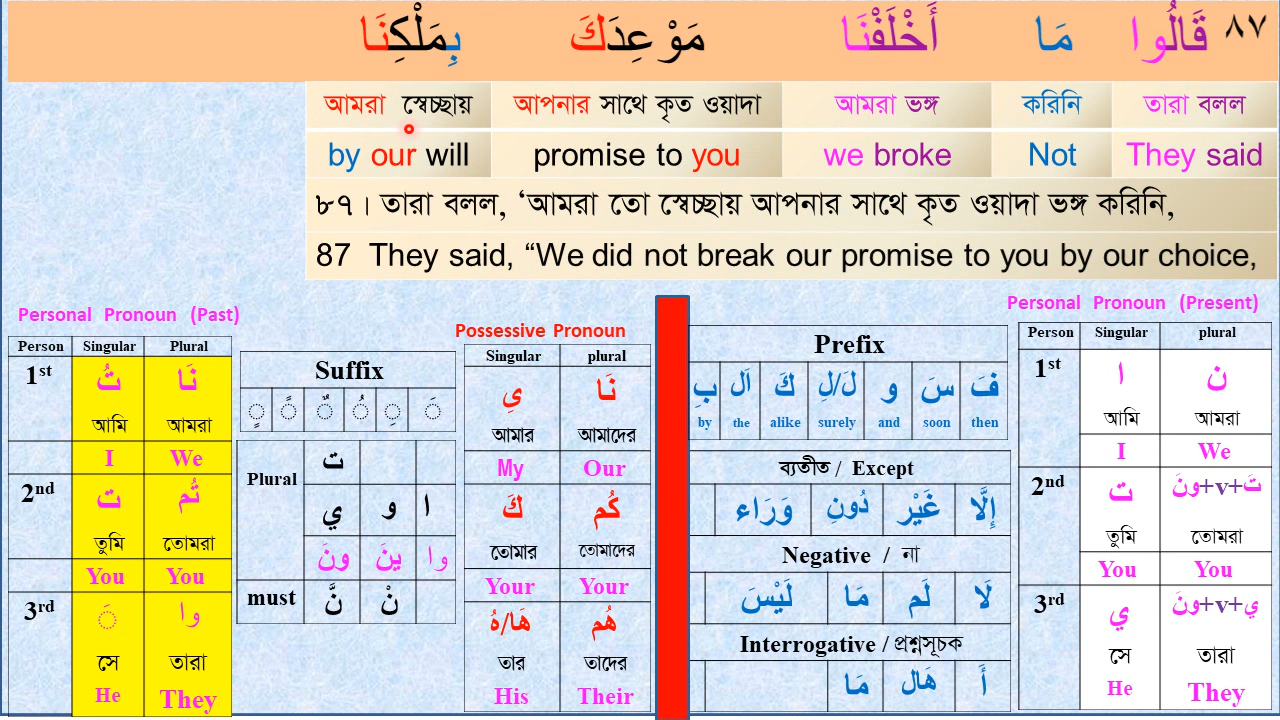 ٨٧ قَالُوا مَا أَخْلَفْنَا مَوْعِدَكَ بِمَلْكِنَا
আমরা স্বেচ্ছায় আপনার সাথে কৃত ওয়াদা আমরা ভঙ্গ করিনি তারা বলল
by our will promise to you we broke Not They said
৮৭। তারা বলল, ‘আমরা তো স্বেচ্ছায় আপনার সাথে কৃত ওয়াদা ভঙ্গ করিনি,
87 They said, “We did not break our promise to you by our choice,
Personal Pronoun (Past)
Person Singular Plural
1st تُ نَا
আমি আমরা
I We
2nd ت تُم
তুমি তোমরা
You You
3rd َ وا
সে তারা
He They
Suffix
ٍ ً ٌ ُ ِ َ
Plural ت
ي و ا
ونَ ينَ وا
must نَّ نْ
Possessive Pronoun
Singular plural
يِ نَا
আমার আমাদের
My Our
كَ كُم
তোমার তোমাদের
Your Your
هَا/هُ هُم
তার তাদের
His Their
Prefix
بِ اَل كَ لَ/لِ و سَ فَ
by the alike surely and soon then
ব্যতীত / Except
وَرَاء دُونِ غَيْر إِلَّا
Negative / না
لَيْسَ مَا لَم لَا
Interrogative / প্রশ্নসূচক
مَا هَال أَ
Personal Pronoun (Present)
Person Singular plural
1st ا ن
আমি আমরা
I We
2nd ت تَ+v+ونَ
তুমি তোমরা
You You
3rd ي ي+v+ونَ
সে তারা
He They